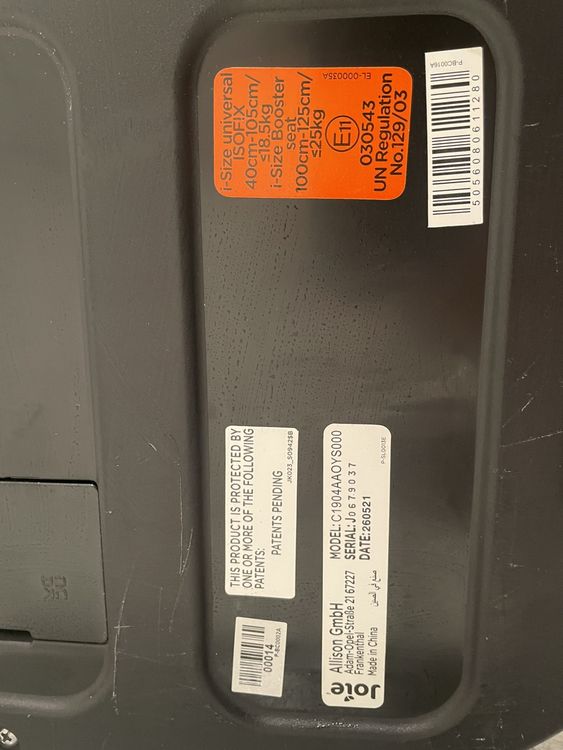 i-Size universal
ISOFIX
40cm-105cm/
≤18.5kg
i-Size Booster
seat
100cm-125cm/
≤25kg
EL-000035A
E11
030543
UN Regulation
No.129/03
P-BC0016A
5056080611280
THIS PRODUCT IS PROTECTED BY
ONE OR MORE OF THE FOLLOWING
PATENTS:
PATENTS PENDING
JK023_S0942SB
00014
P-BC0003A
Joie
Allison GmbH
Adam-Opel-Straße 21 67227
Frankenthal
Made in China
صنع في الصين
MODEL: C1904AAOYS000
SERIAL: J0679037
DATE: 260521
P-SL0013E